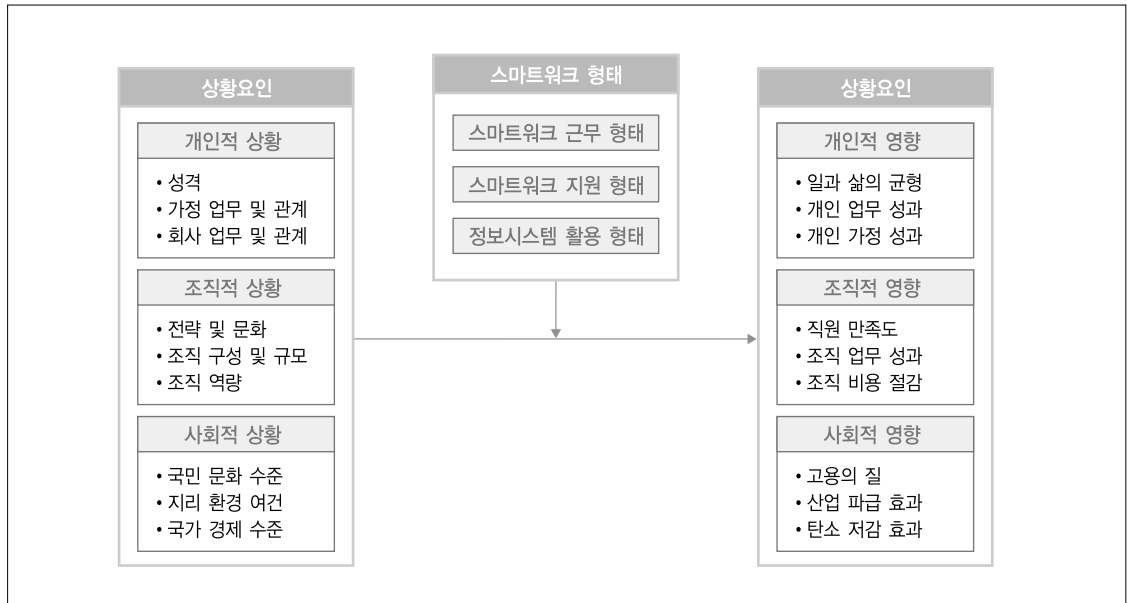 상황요인
개인적 상황
• 성격
• 가정 업무 및 관계
• 회사 업무 및 관계
조직적 상황
• 전략 및 문화
• 조직 구성 및 규모
• 조직 역량
사회적 상황
• 국민 문화 수준
• 지리 환경 여건
• 국가 경제 수준
스마트워크 형태
스마트워크 근무 형태
스마트워크 지원 형태
정보시스템 활용 형태
상황요인
개인적 영향
• 일과 삶의 균형
• 개인 업무 성과
• 개인 가정 성과
조직적 영향
• 직원 만족도
• 조직 업무 성과
• 조직 비용 절감
사회적 영향
• 고용의 질
• 산업 파급 효과
• 탄소 저감 효과